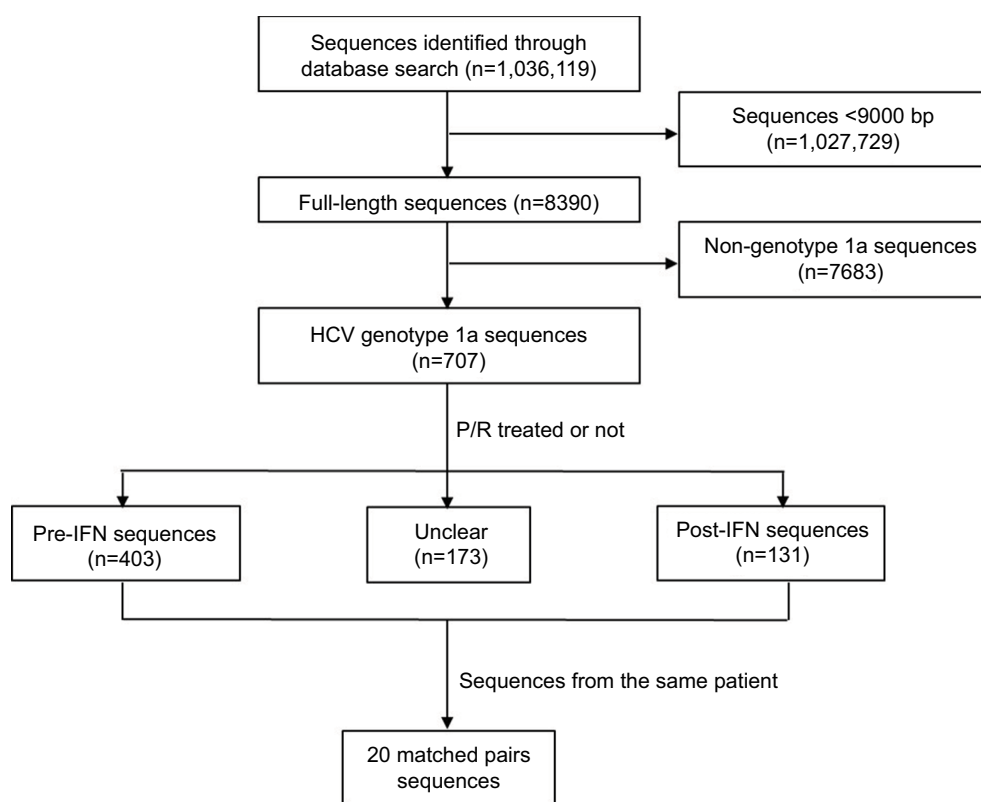 Sequences identified through
database search (n=1,036,119)
Sequences <9000 bp
(n=1,027,729)
Full-length sequences (n=8390)
Non-genotype 1a sequences
(n=7683)
HCV genotype 1a sequences
(n=707)
P/R treated or not
Pre-IFN sequences
(n=403)
Unclear
(n=173)
Post-IFN sequences
(n=131)
Sequences from the same patient
20 matched pairs
sequences